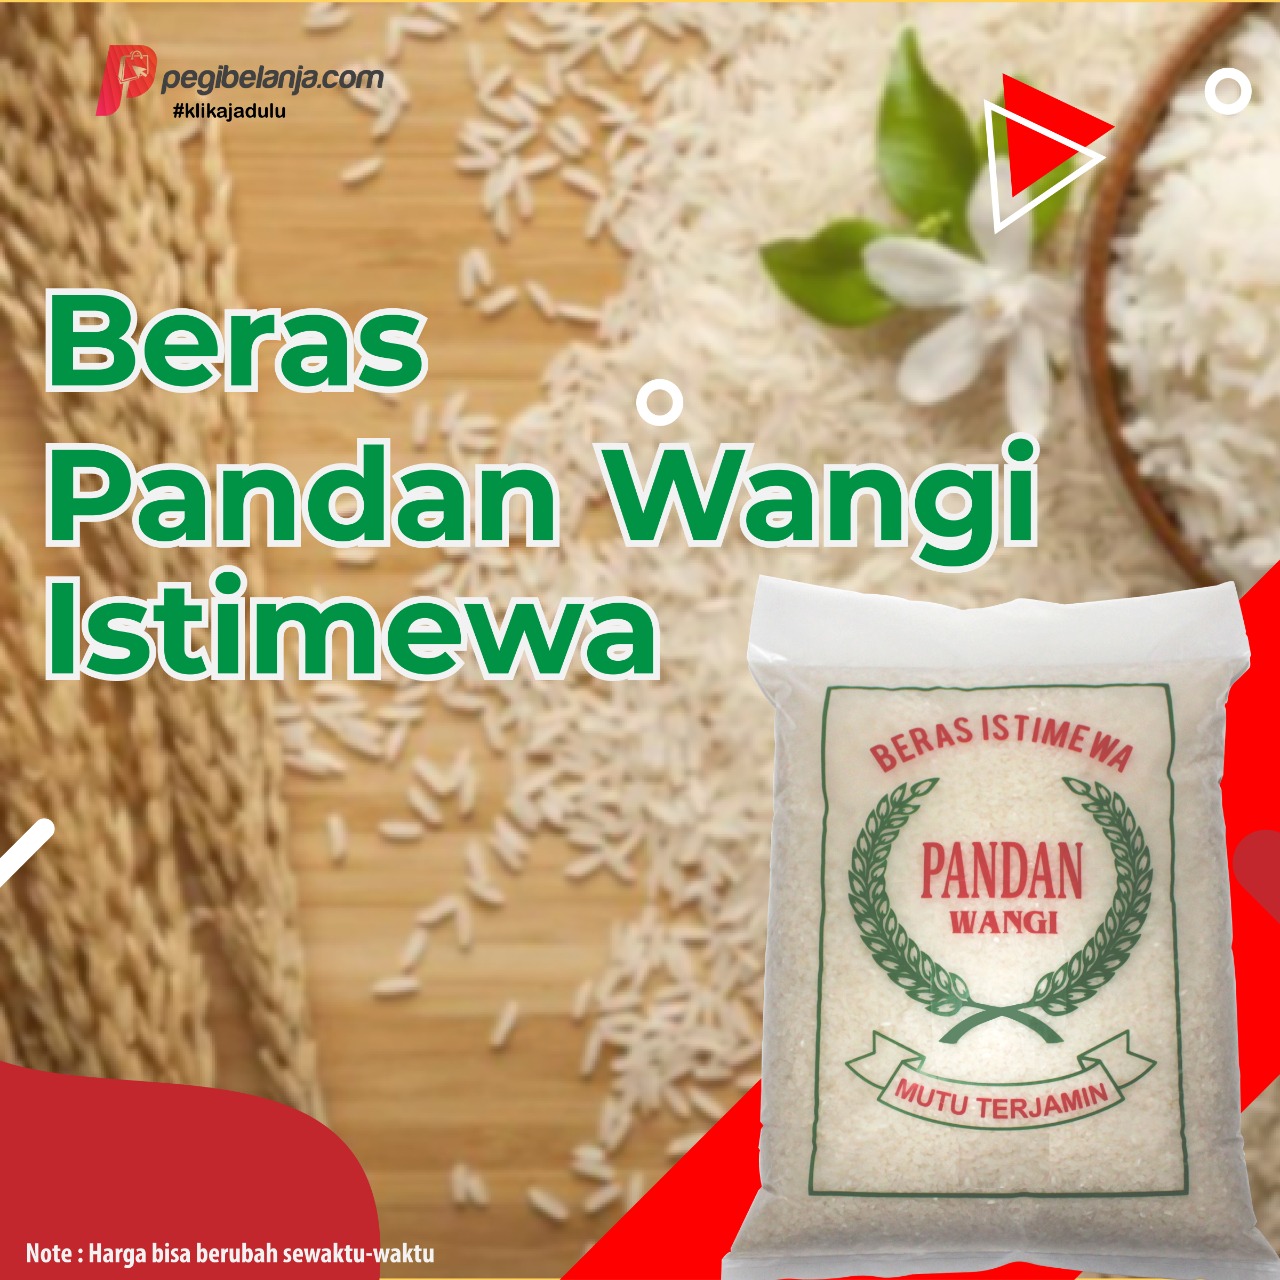 pegibelanja.com
#klikajadulu
Beras
Pandan Wangi
Istimewa
BERAS ISTIMEWA
PANDAN
WANGI
MUTU TERJAMIN
Note : Harga bisa berubah sewaktu-waktu